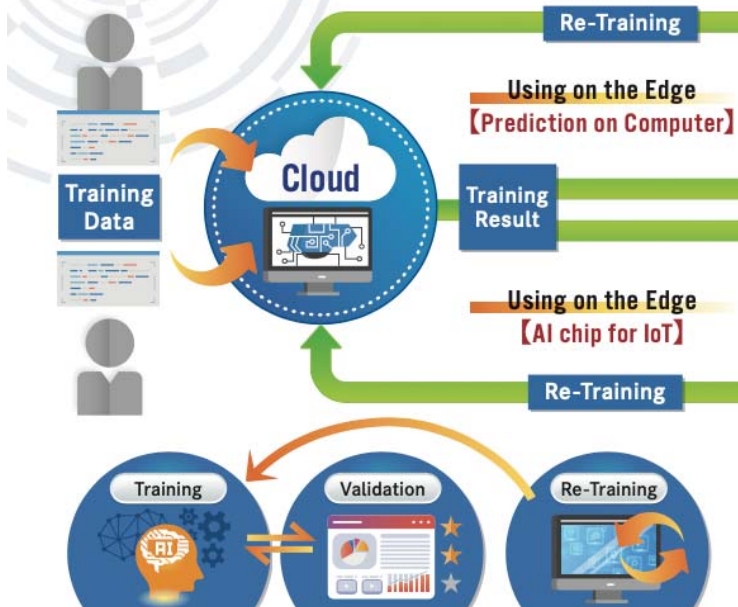 Re-Training
Using on the Edge
【Prediction on Computer】
Training
Data
Cloud
Training
Result
Using on the Edge
【AI chip for IoT】
Re-Training
Training
Validation
Re-Training
AI